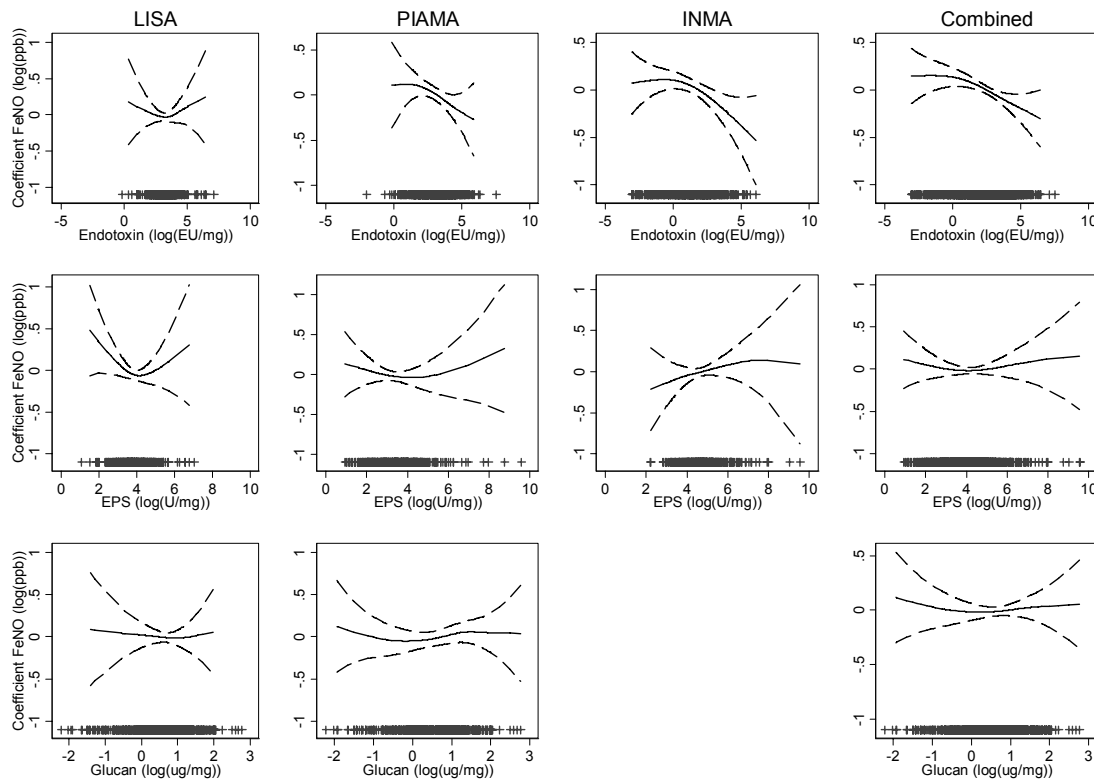 LISA
PIAMA
INMA
Combined
Coefficient FeNO (log(ppb))
1
.5
0
-.5
-1
-5 0 5 10
Endotoxin (log(EU/mg))
.5
0
-.5
-1
-5 0 5 10
Endotoxin (log(EU/mg))
.5
0
-.5
-1
-5 0 5 10
Endotoxin (log(EU/mg))
.5
0
-.5
-1
-5 0 5 10
Endotoxin (log(EU/mg))
Coefficient FeNO (log(ppb))
1
.5
0
-.5
-1
0 2 4 6 8 10
EPS (log(U/mg))
1
.5
0
-.5
-1
0 2 4 6 8 10
EPS (log(U/mg))
1
.5
0
-.5
-1
0 2 4 6 8 10
EPS (log(U/mg))
1
.5
0
-.5
-1
0 2 4 6 8 10
EPS (log(U/mg))
Coefficient FeNO (log(ppb))
1
.5
0
-.5
-1
-2 -1 0 1 2 3
Glucan (log(ug/mg))
1
.5
0
-.5
-1
-2 -1 0 1 2 3
Glucan (log(ug/mg))
.5
0
-.5
-1
-2 -1 0 1 2 3
Glucan (log(ug/mg))